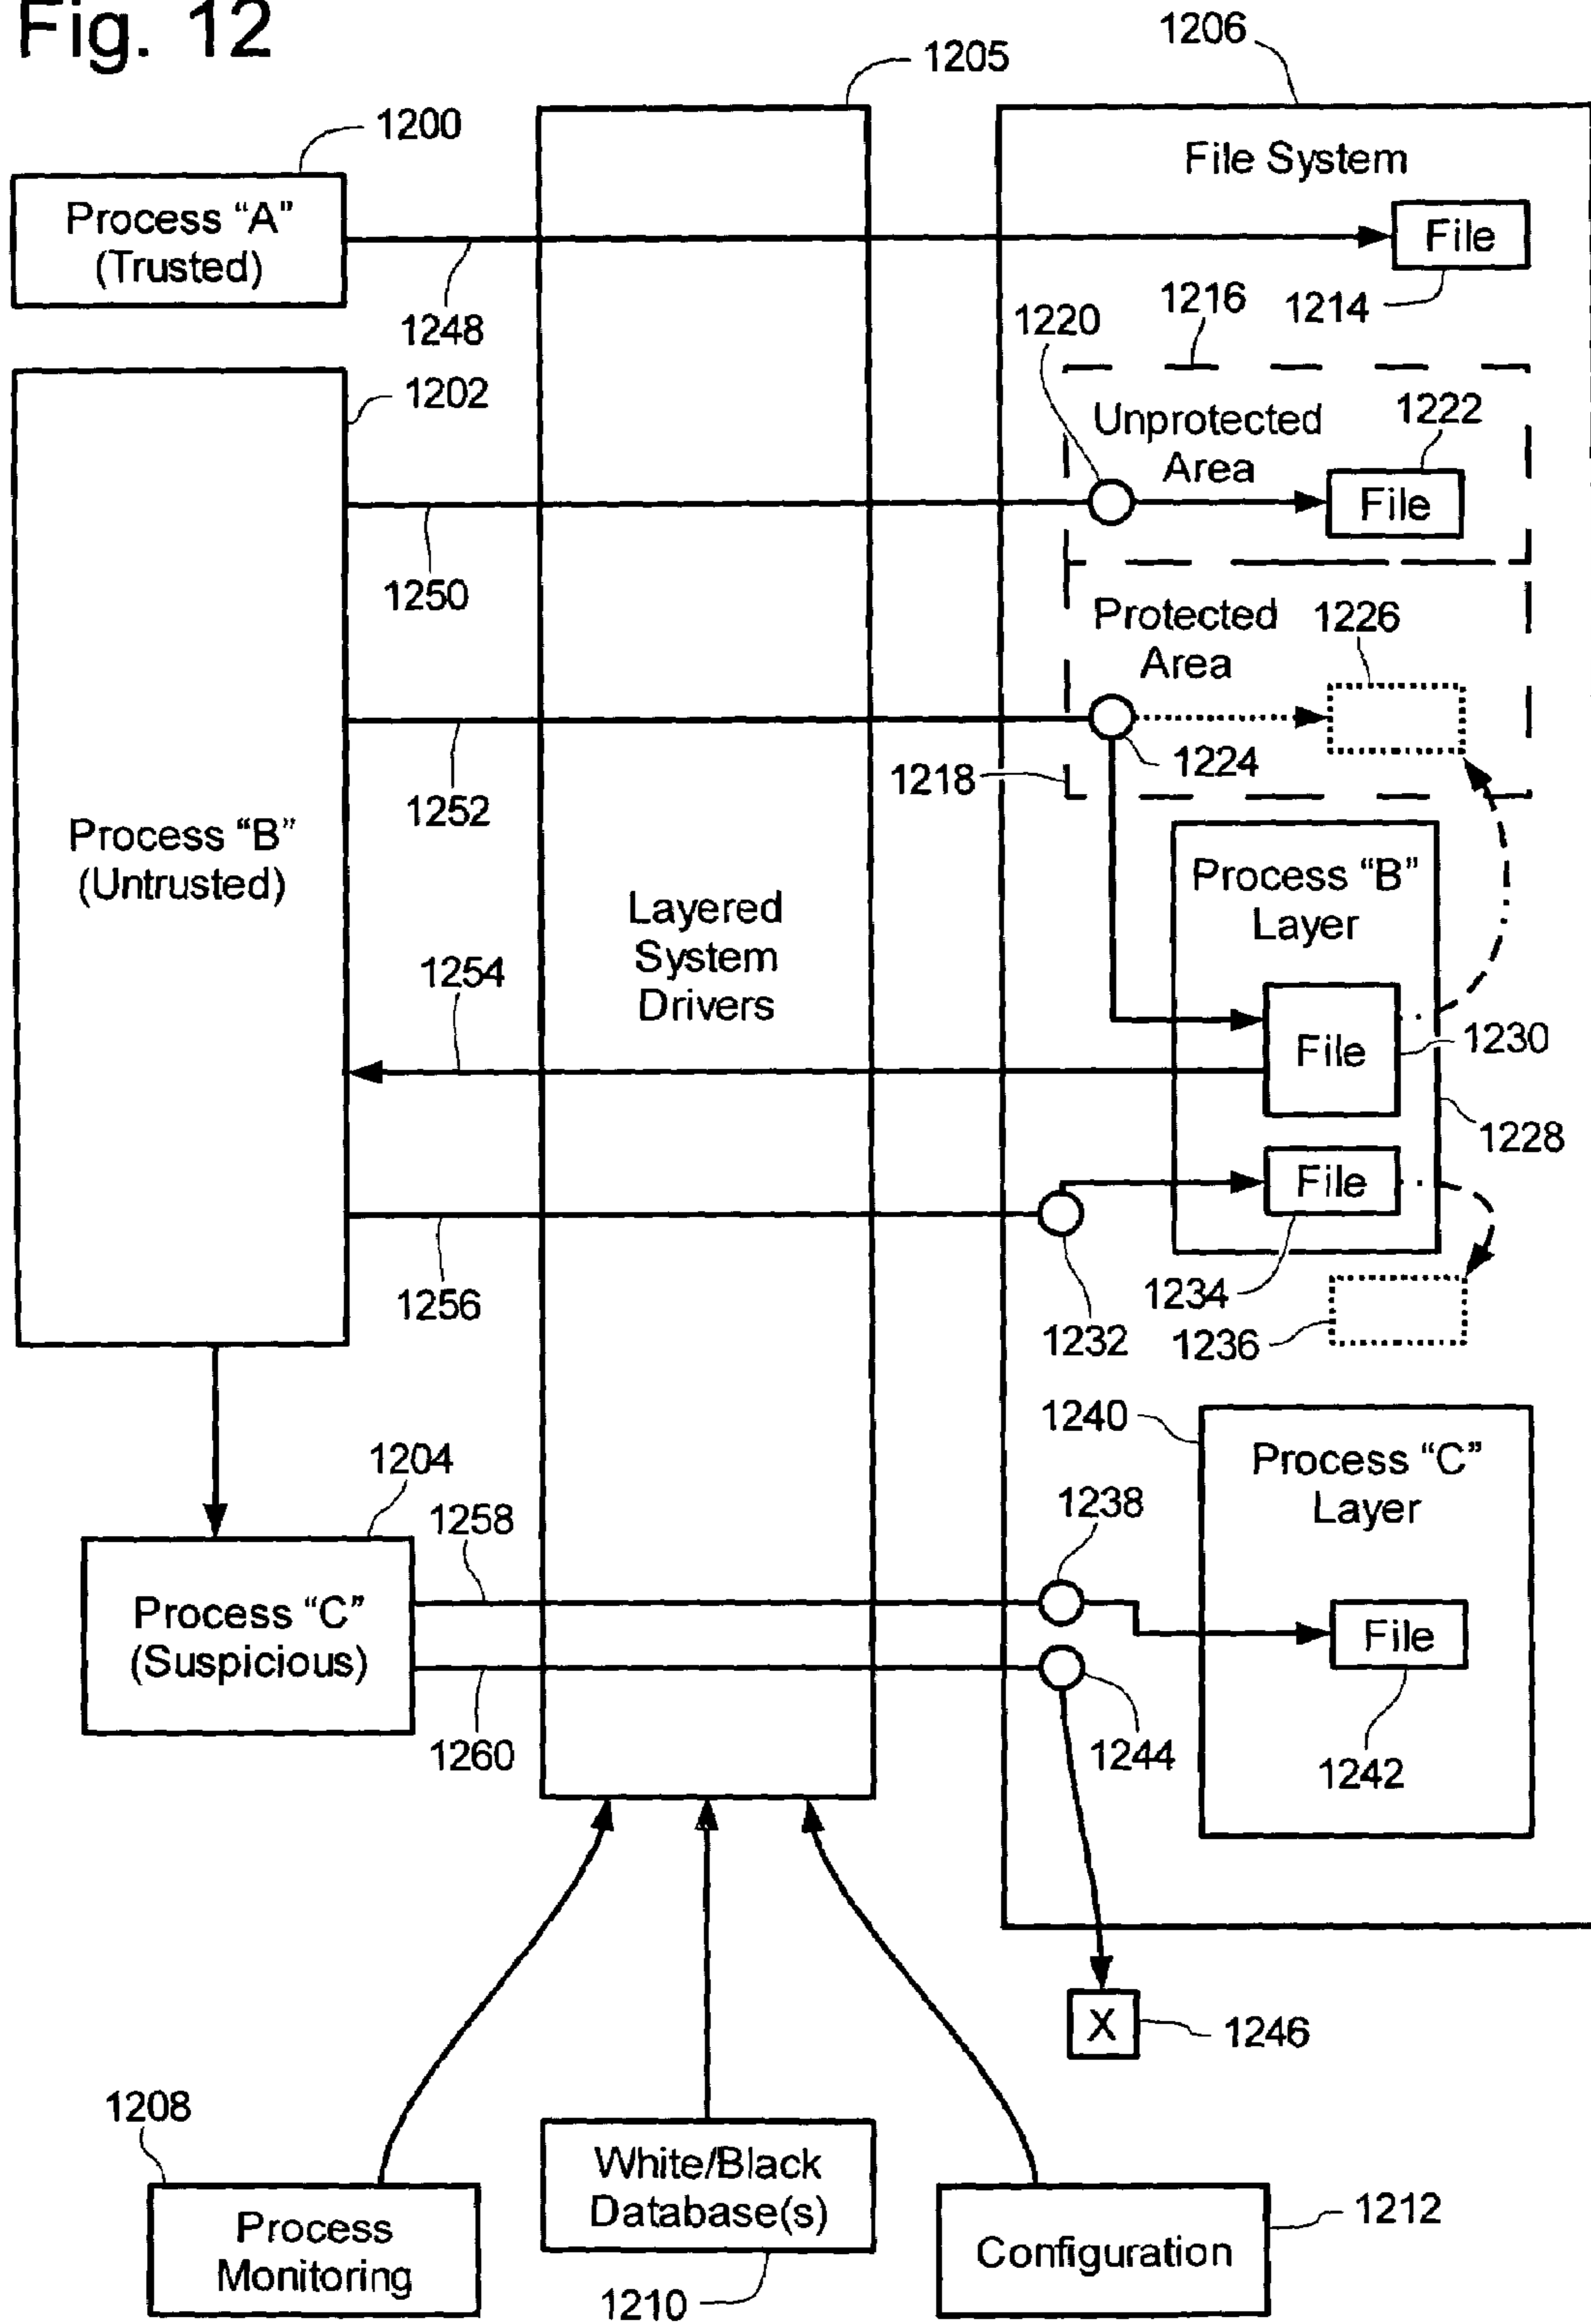 Fig. 12
1206
1205
1200
File System
Process “A”
(Trusted)
File
1248
1214
1216
1220
1202
1222
Unprotected
Area
File
1250
Protected
Area
1226
1224
1218
1252
Process “B”
(Untrusted)
Process “B”
Layer
Layered
System
Drivers
1254
File
1230
1228
File
1256
1234
1232
1236
1240
1204
Process “C”
Layer
1258
1238
Process “C”
(Suspicious)
File
1260
1244
1242
X
1246
1208
White/Black
Database(s)
1212
Process
Monitoring
Configuration
1210